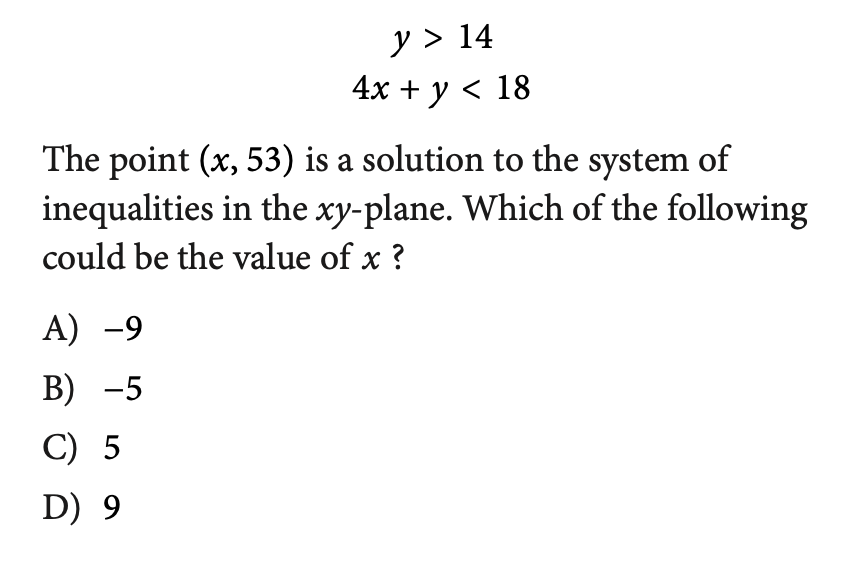 y > 14
4x + y < 18
The point (x, 53) is a solution to the system of
inequalities in the xy-plane. Which of the following
could be the value of x ?
A) −9
B) −5
C) 5
D) 9